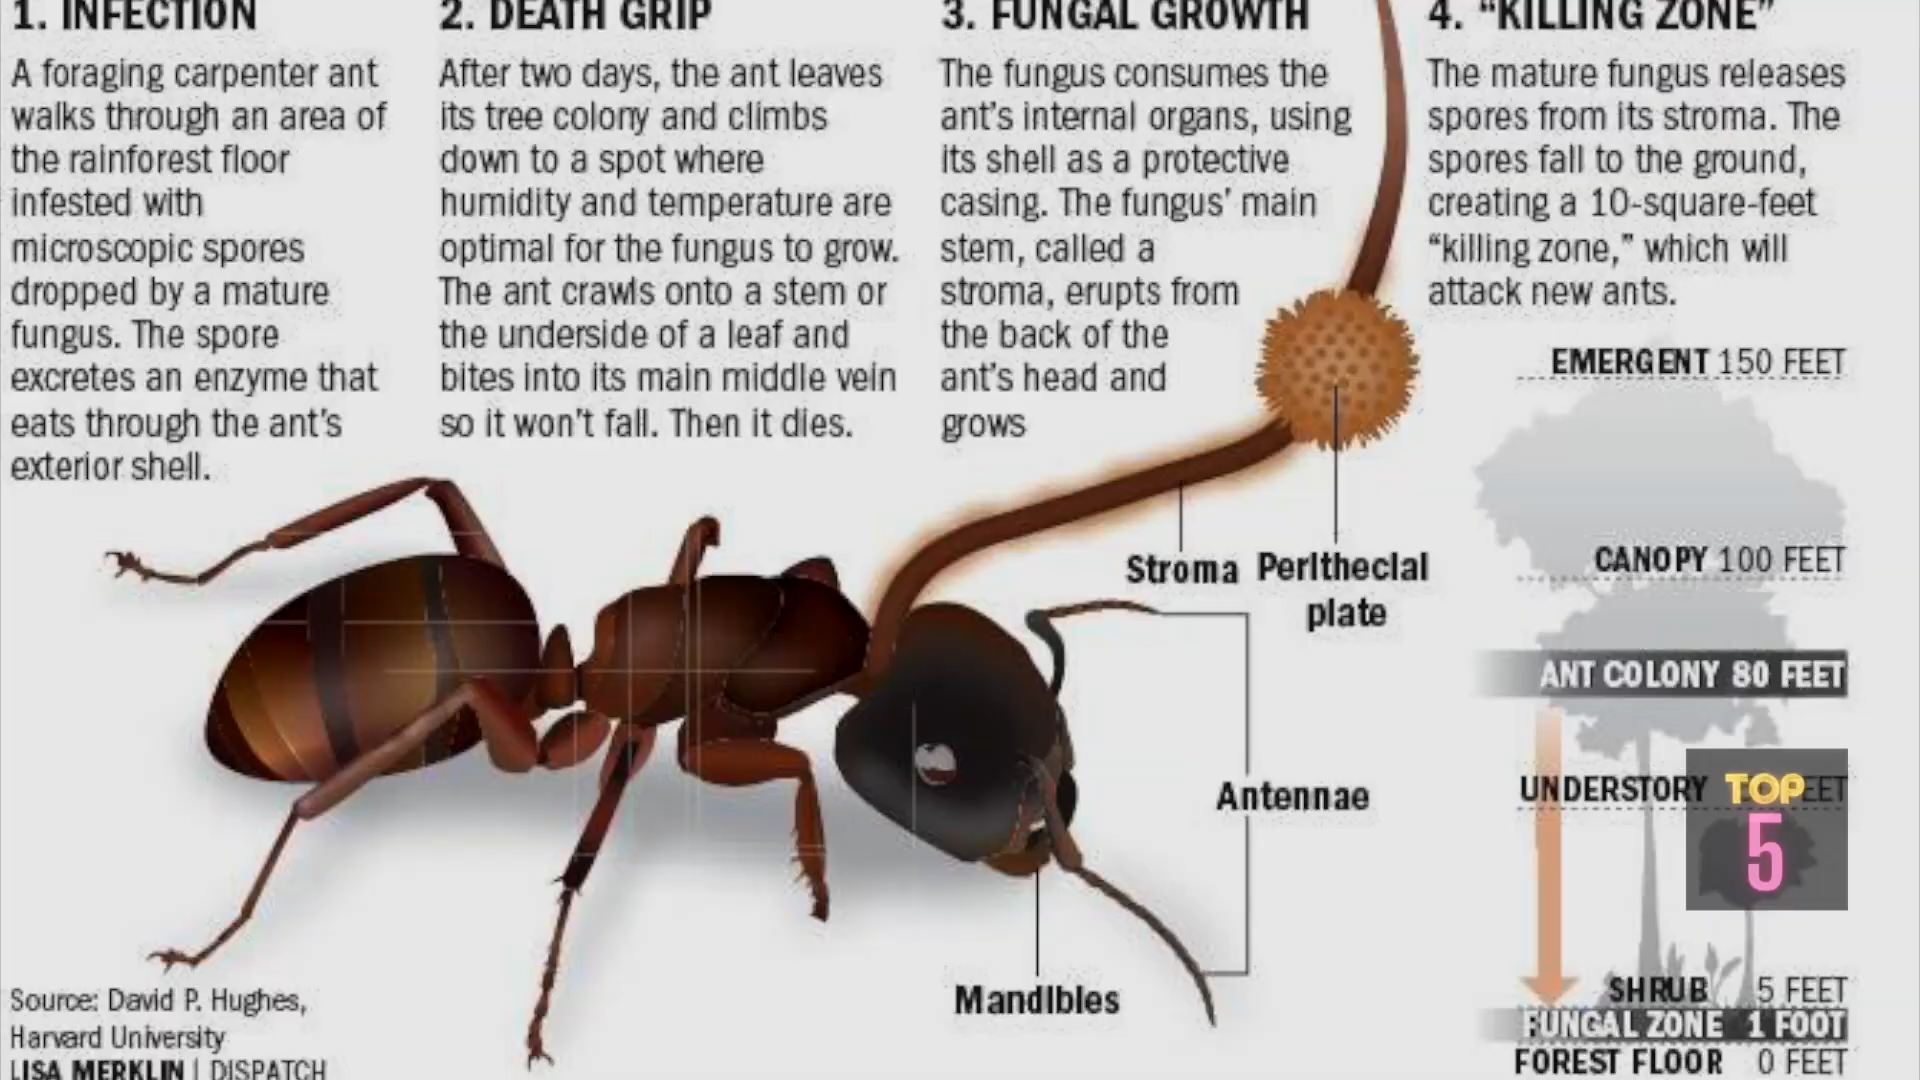 1. INFECTION
A foraging carpenter ant
walks through an area of
the rainforest floor
infested with
microscopic spores
dropped by a mature
fungus. The spore
excretes an enzyme that
eats through the ant's
exterior shell.
2. DEATH GRIP
After two days, the ant leaves
its tree colony and climbs
down to a spot where
humidity and temperature are
optimal for the fungus to grow.
The ant crawls onto a stem or
the underside of a leaf and
bites into its main middle vein
so it won't fall. Then it dies.
3. FUNGAL GROWTH
The fungus consumes the
ant's internal organs, using
its shell as a protective
casing. The fungus' main
stem, called a
stroma, erupts from
the back of the
ant's head and
grows
4. “KILLING ZONE”
The mature fungus releases
spores from its stroma. The
spores fall to the ground,
creating a 10-square-feet
“killing zone,” which will
attack new ants.
EMERGENT 150 FEET
CANOPY 100 FEET
ANT COLONY 80 FEET
UNDERSTORY
TOP
5
SHRUB 5 FEET
FUNGAL ZONE 1 FOOT
FOREST FLOOR 0 FEET
Stroma
Perithecial
plate
Antennae
Mandibles
Source: David P. Hughes,
Harvard University
LISA MERKLIN | DISPATCH